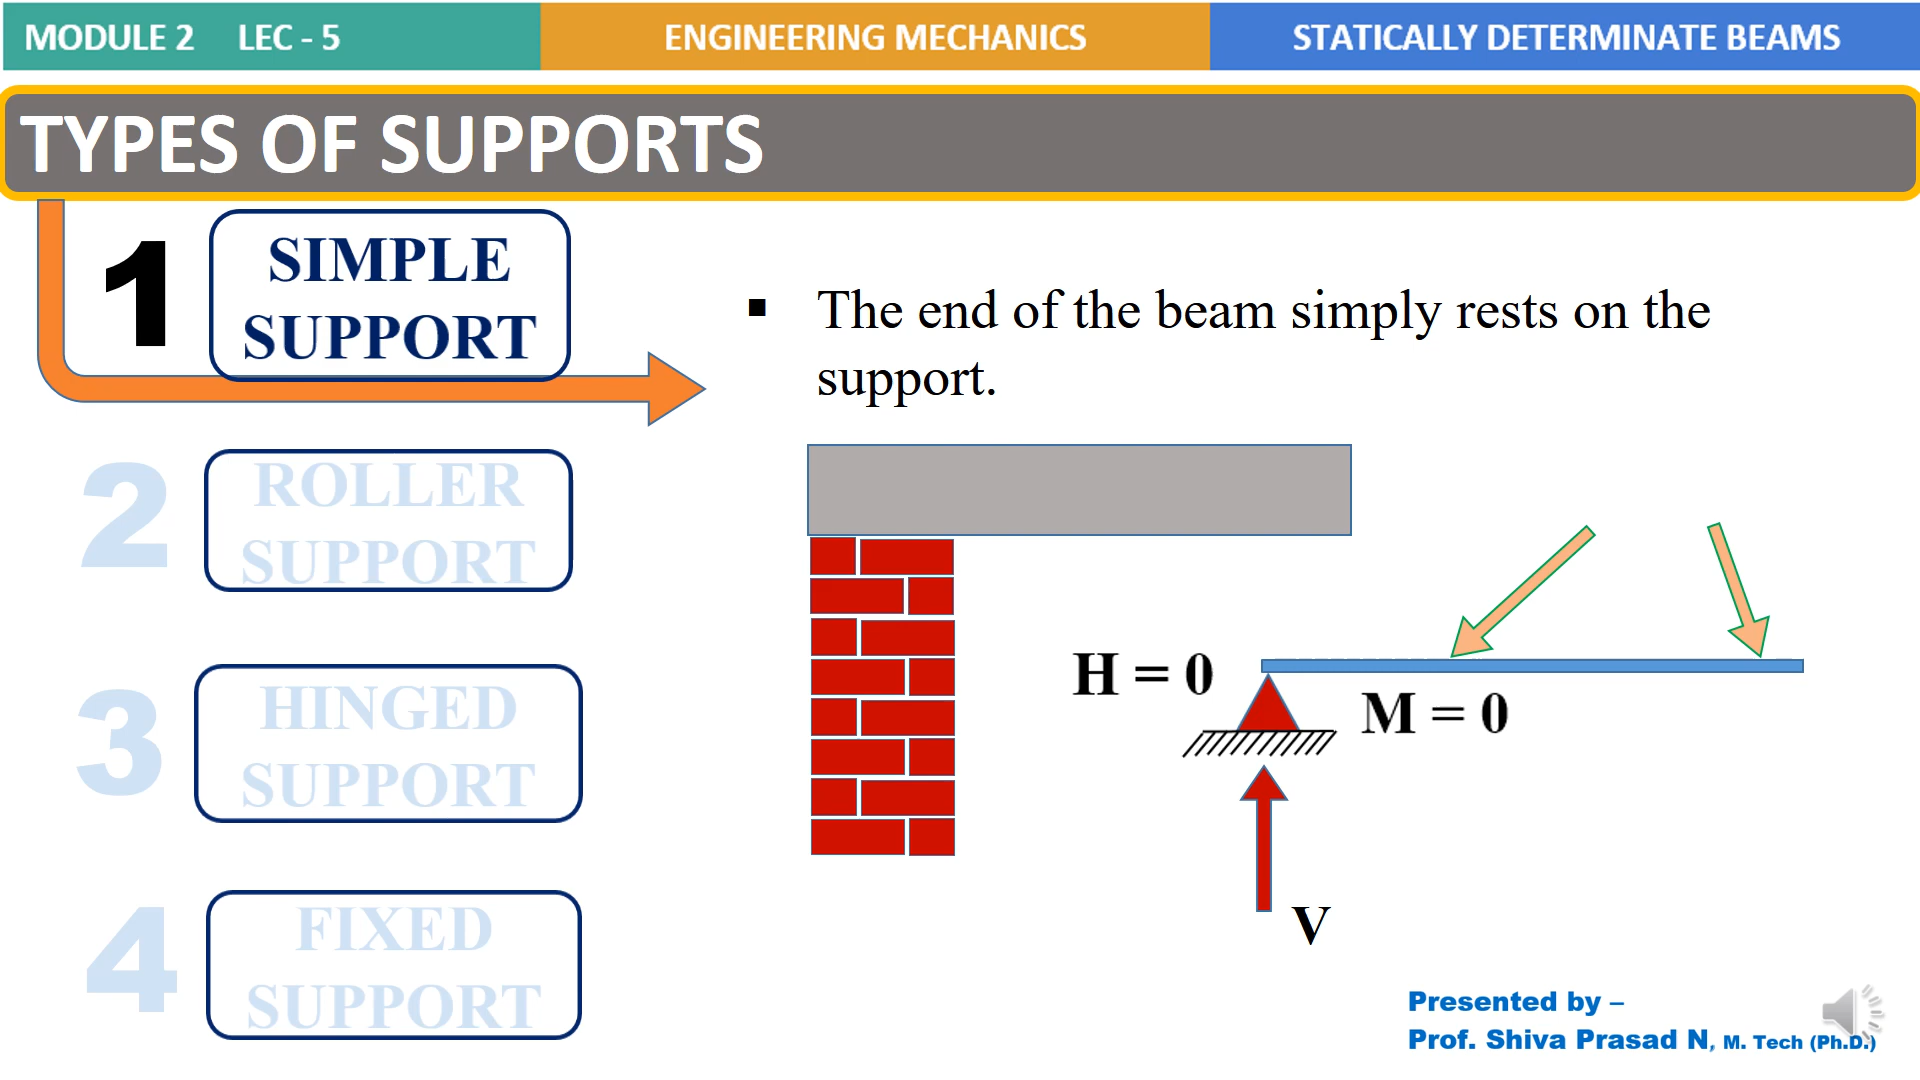 MODULE 2 LEC - 5
ENGINEERING MECHANICS
STATICALLY DETERMINATE BEAMS
TYPES OF SUPPORTS
1
SIMPLE
SUPPORT
2
ROLLER
SUPPORT
3
HINGED
SUPPORT
4
FIXED
SUPPORT
▪ The end of the beam simply rests on the
support.
H = 0
M = 0
V
Presented by –
Prof. Shiva Prasad N, M. Tech (Ph.D.)